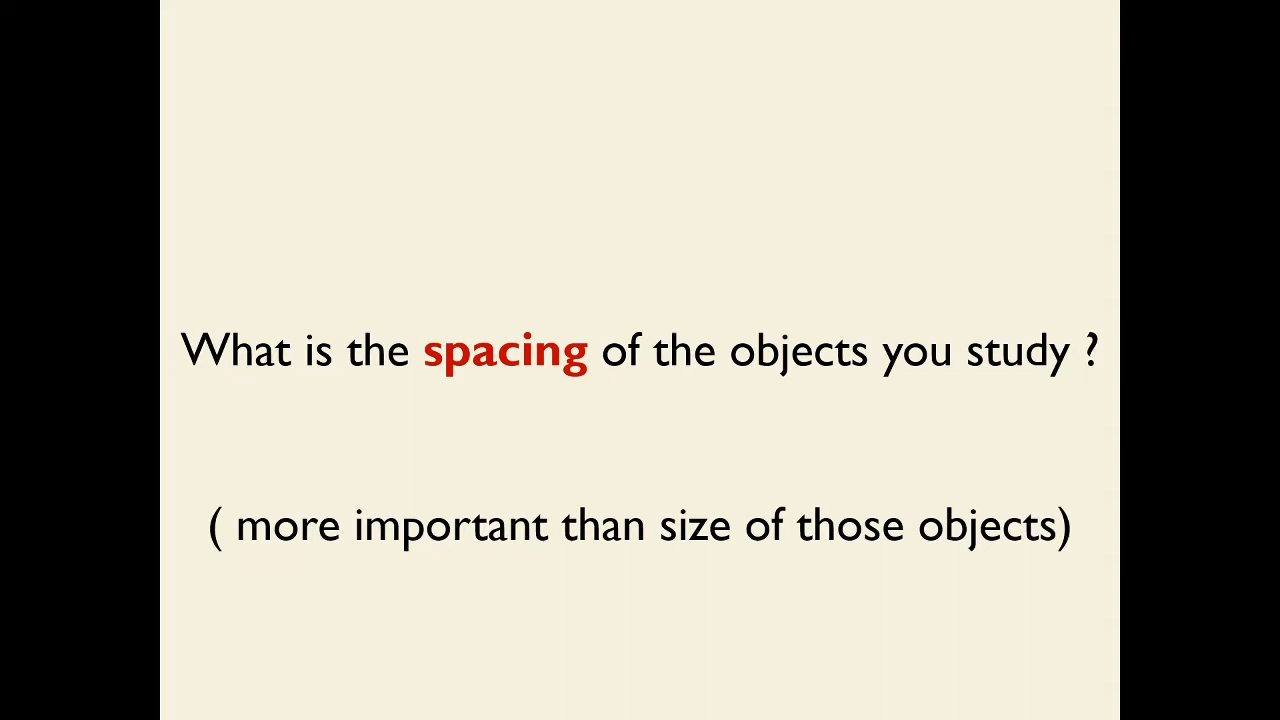 What is the spacing of the objects you study ?
( more important than size of those objects)